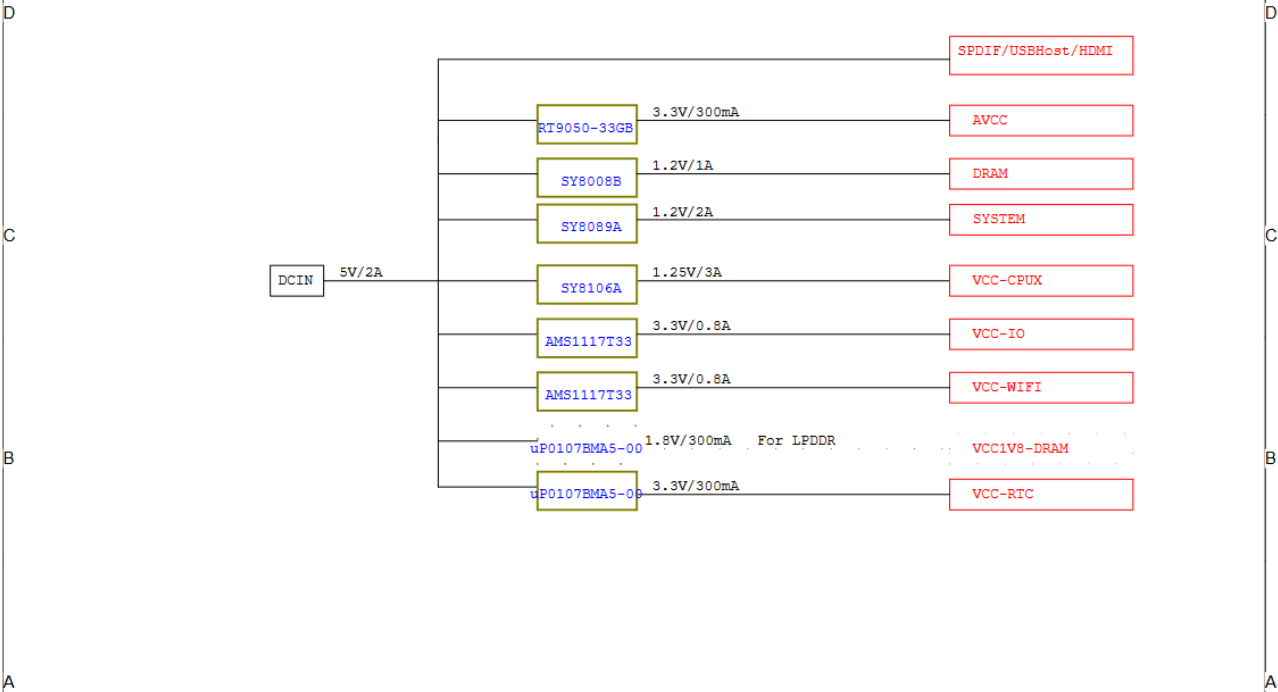 D D
SPDIF/USBHost/HDMI
RT9050-33GB 3.3V/300mA AVCC
SY8008B 1.2V/1A DRAM
SY8089A 1.2V/2A SYSTEM
C C
DCIN 5V/2A SY8106A 1.25V/3A VCC-CPUX
AMS1117T33 3.3V/0.8A VCC-IO
AMS1117T33 3.3V/0.8A VCC-WIFI
uP0107BMA5-00 1.8V/300mA For LPDDR VCC1V8-DRAM
B B
uP0107BMA5-00 3.3V/300mA VCC-RTC
A A